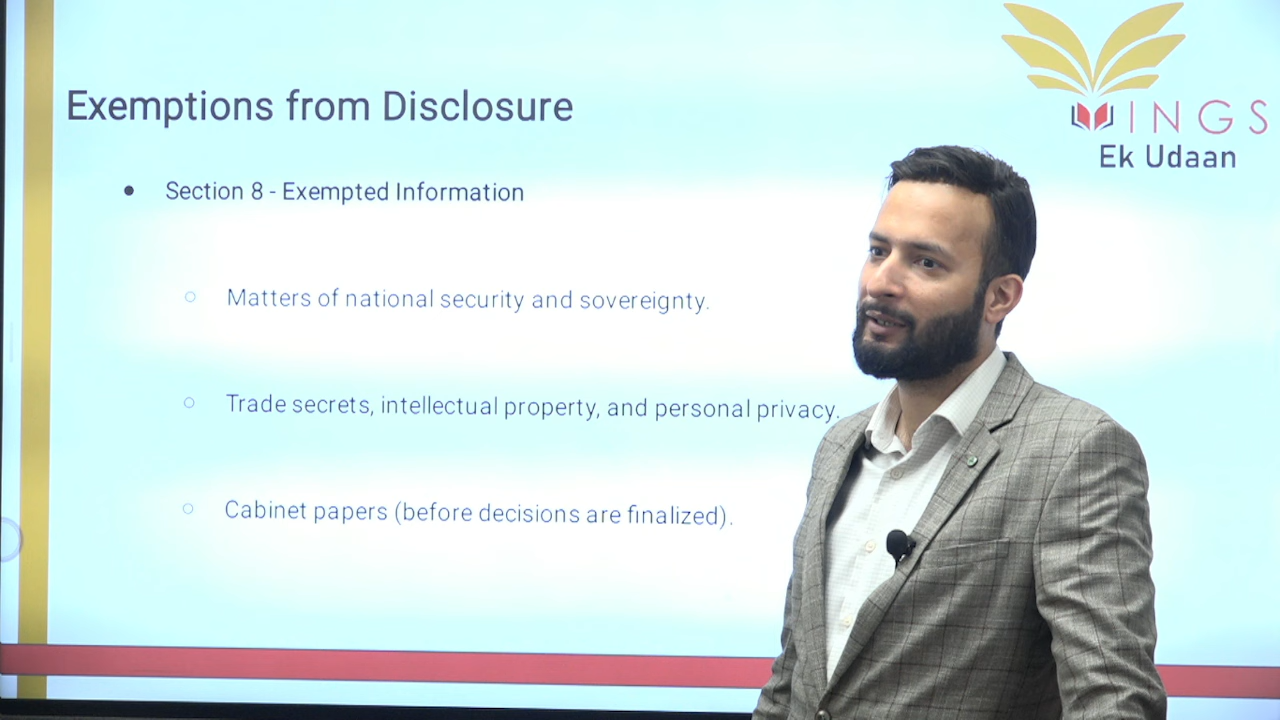 Exemptions from Disclosure
WINGS
Ek Udaan
● Section 8 - Exempted Information
○ Matters of national security and sovereignty.
○ Trade secrets, intellectual property, and personal privacy.
○ Cabinet papers (before decisions are finalized).